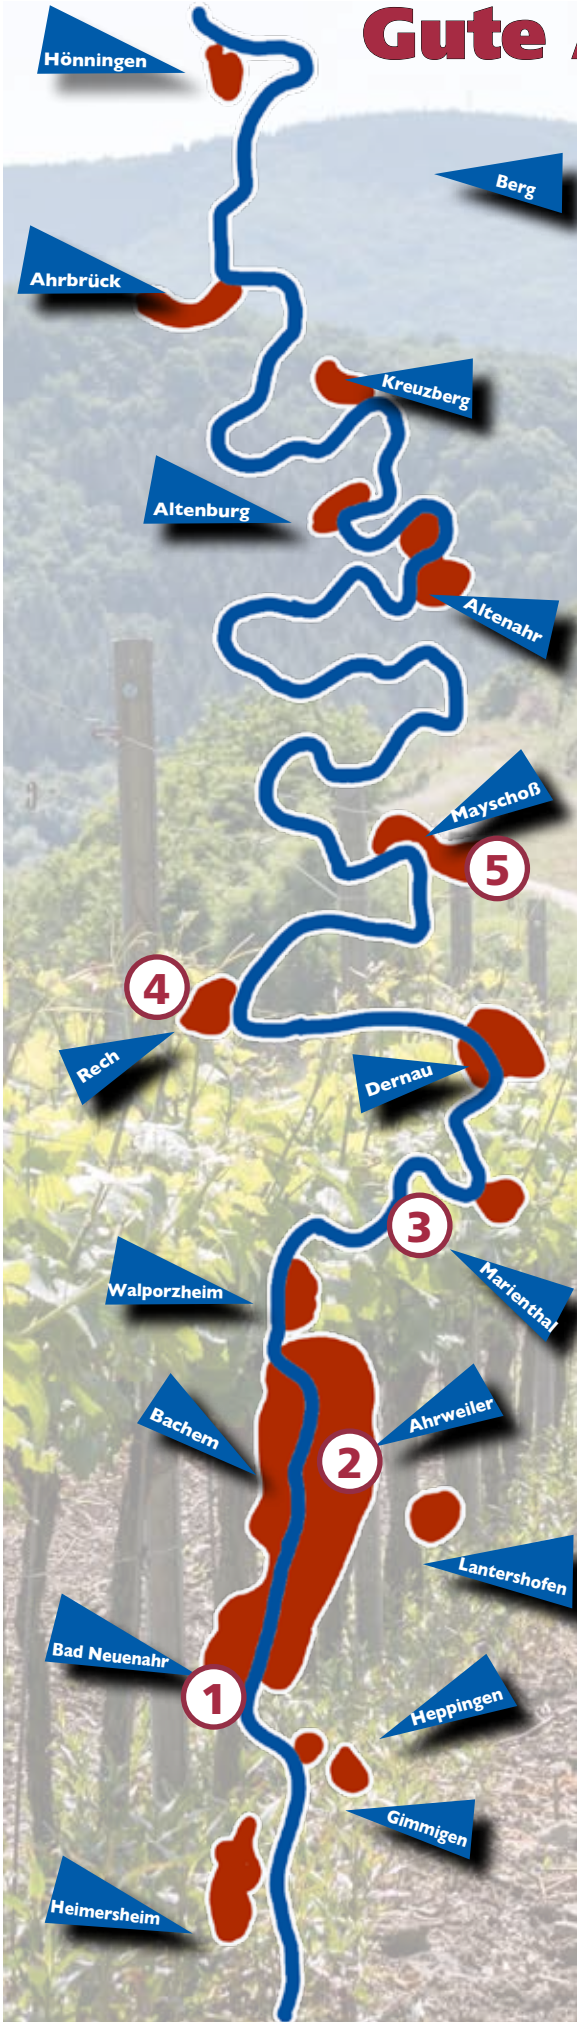 Gute
Hönningen
Berg
Ahrbrück
Kreuzberg
Altenburg
Altenahr
Mayschoß
5
4
Rech
Dernau
3
Marienthal
Walporzheim
Bachem
Ahrweiler
2
Lantershofen
Bad Neuenahr
1
Heppingen
Gimmigen
Heimersheim